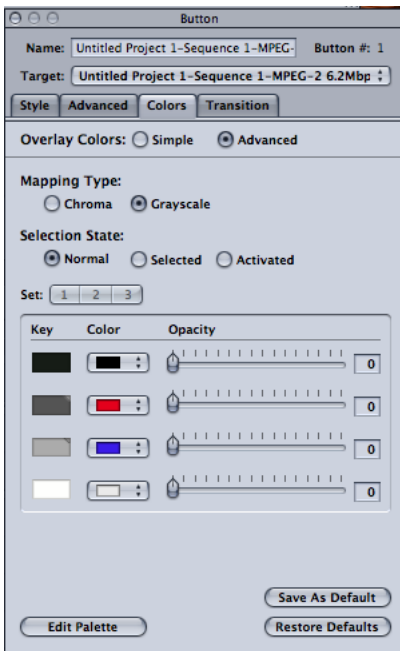 Button
Name: Untitled Project 1-Sequence 1-MPEG- Button #: 1
Target: Untitled Project 1-Sequence 1-MPEG-2 6.2Mbp
Style Advanced Colors Transition
Overlay Colors: Simple Advanced
Mapping Type:
Chroma Grayscale
Selection State:
Normal Selected Activated
Set: 1 2 3
Key Color Opacity
0
0
0
0
Save As Default
Edit Palette Restore Defaults